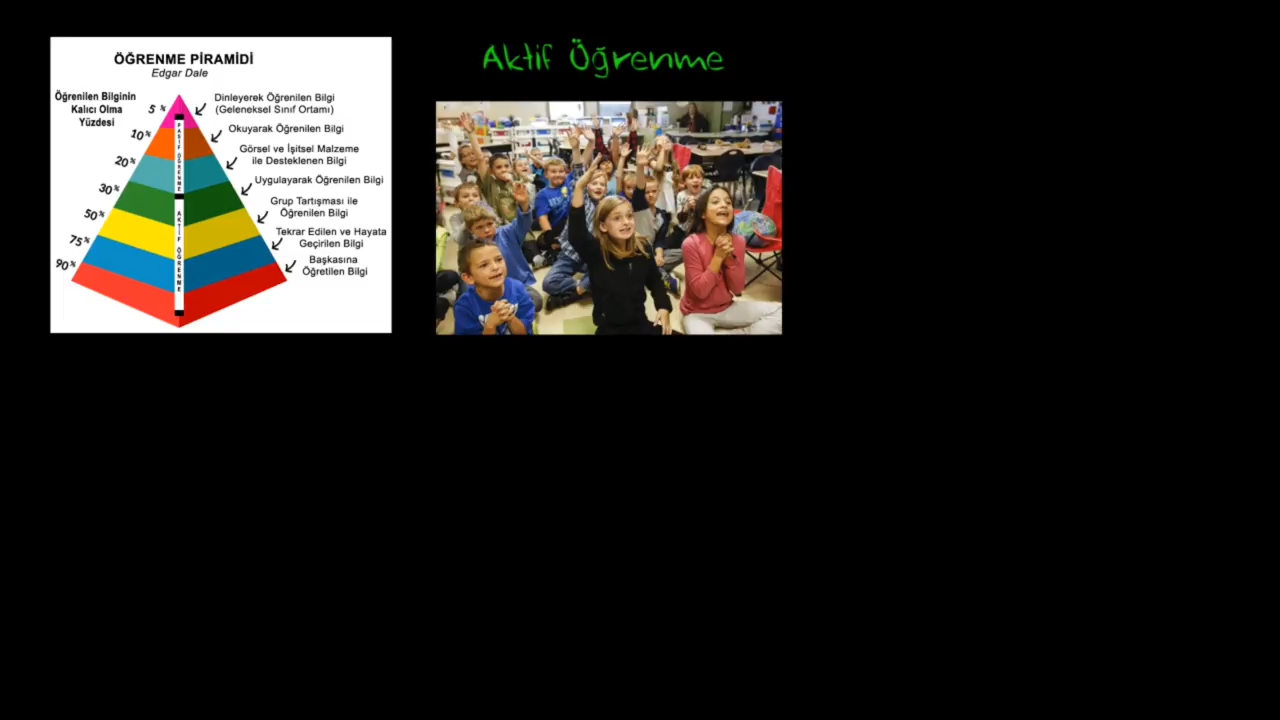 ÖĞRENME PİRAMİDİ
Edgar Dale
Öğrenilen Bilginin
Kalıcı Olma
Yüzdesi
5 %
Dinleyerek Öğrenilen Bilgi
(Geleneksel Sınıf Ortamı)
10%
Okuyarak Öğrenilen Bilgi
20%
Görsel ve İşitsel Malzeme
ile Desteklenen Bilgi
30%
Uygulayarak Öğrenilen Bilgi
50%
Grup Tartışması ile
Öğrenilen Bilgi
75%
Tekrar Edilen ve Hayata
Geçirilen Bilgi
90%
Başkasına
Öğretilen Bilgi
PASİF ÖĞRENME
AKTİF ÖĞRENME
Aktif Öğrenme